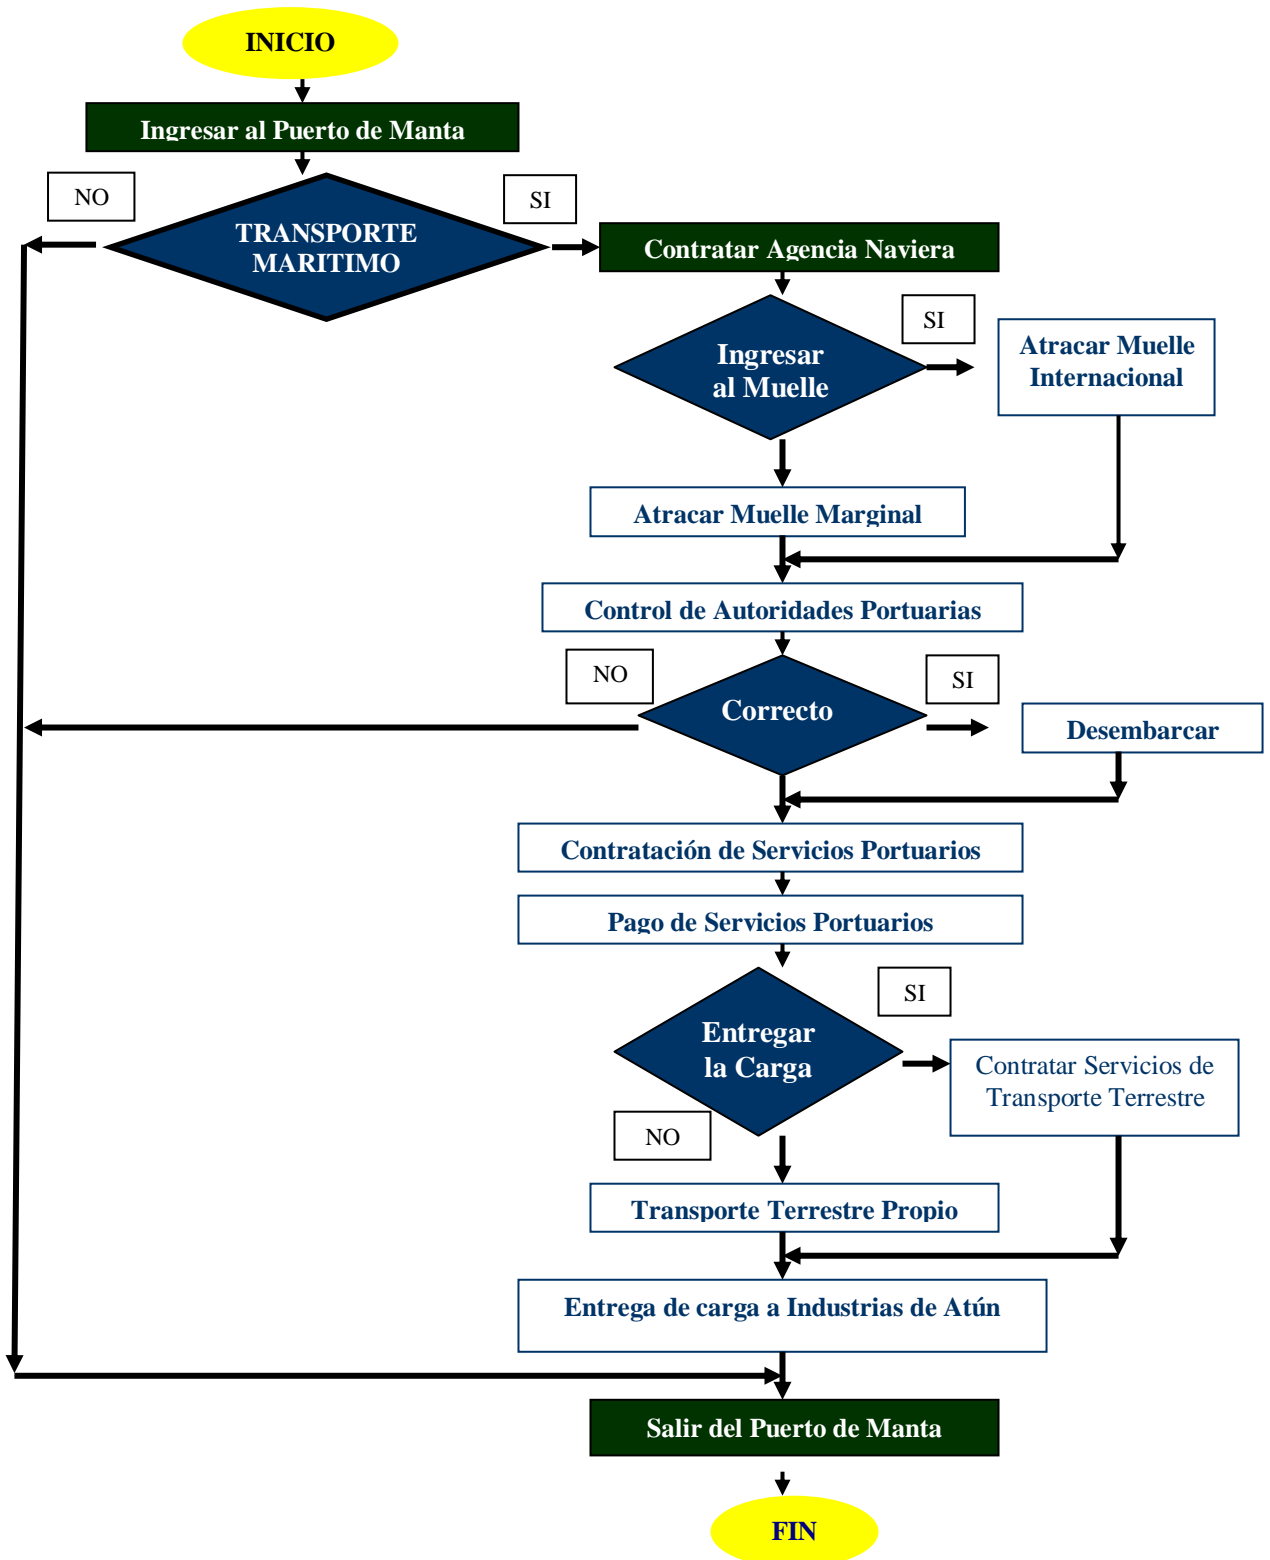 INICIO
Ingresar al Puerto de Manta
NO
SI
TRANSPORTE
MARITIMO
Contratar Agencia Naviera
SI
Ingresar
al Muelle
Atracar Muelle
Internacional
Atracar Muelle Marginal
Control de Autoridades Portuarias
NO
SI
Correcto
Desembarcar
Contratación de Servicios Portuarios
Pago de Servicios Portuarios
SI
Entregar
la Carga
Contratar Servicios de
Transporte Terrestre
NO
Transporte Terrestre Propio
Entrega de carga a Industrias de Atún
Salir del Puerto de Manta
FIN